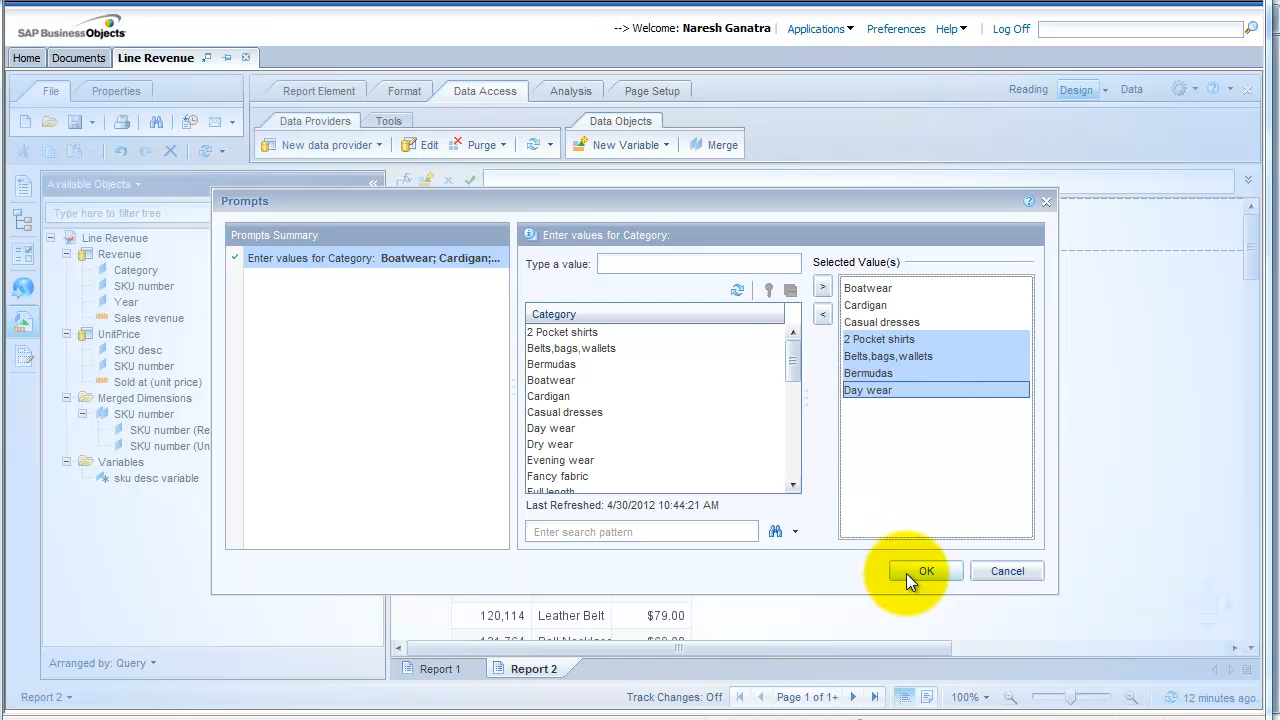 SAP BusinessObjects
--> Welcome: Naresh Ganatra
Applications
Preferences
Help
Log Off
Home
Documents
Line Revenue
File
Properties
Report Element
Format
Data Access
Analysis
Page Setup
Reading
Design
Data
Data Providers
Tools
Data Objects
New data provider
Edit
Purge
New Variable
Merge
Available Objects
Type here to filter tree
Line Revenue
Revenue
Category
SKU number
Year
Sales revenue
UnitPrice
SKU desc
SKU number
Sold at (unit price)
Merged Dimensions
SKU number
SKU number (Re
SKU number (Un
Variables
sku desc variable
Arranged by: Query
Prompts
Prompts Summary
Enter values for Category: Boatwear; Cardigan;...
Enter values for Category:
Type a value:
Category
2 Pocket shirts
Belts,bags,wallets
Bermudas
Boatwear
Cardigan
Casual dresses
Day wear
Dry wear
Evening wear
Fancy fabric
Full length
Last Refreshed: 4/30/2012 10:44:21 AM
Enter search pattern
Selected Value(s)
Boatwear
Cardigan
Casual dresses
2 Pocket shirts
Belts,bags,wallets
Bermudas
Day wear
OK
Cancel
120,114 Leather Belt $79.00
Report 1
Report 2
Report 2
Track Changes: Off
Page 1 of 1+
100%
12 minutes ago